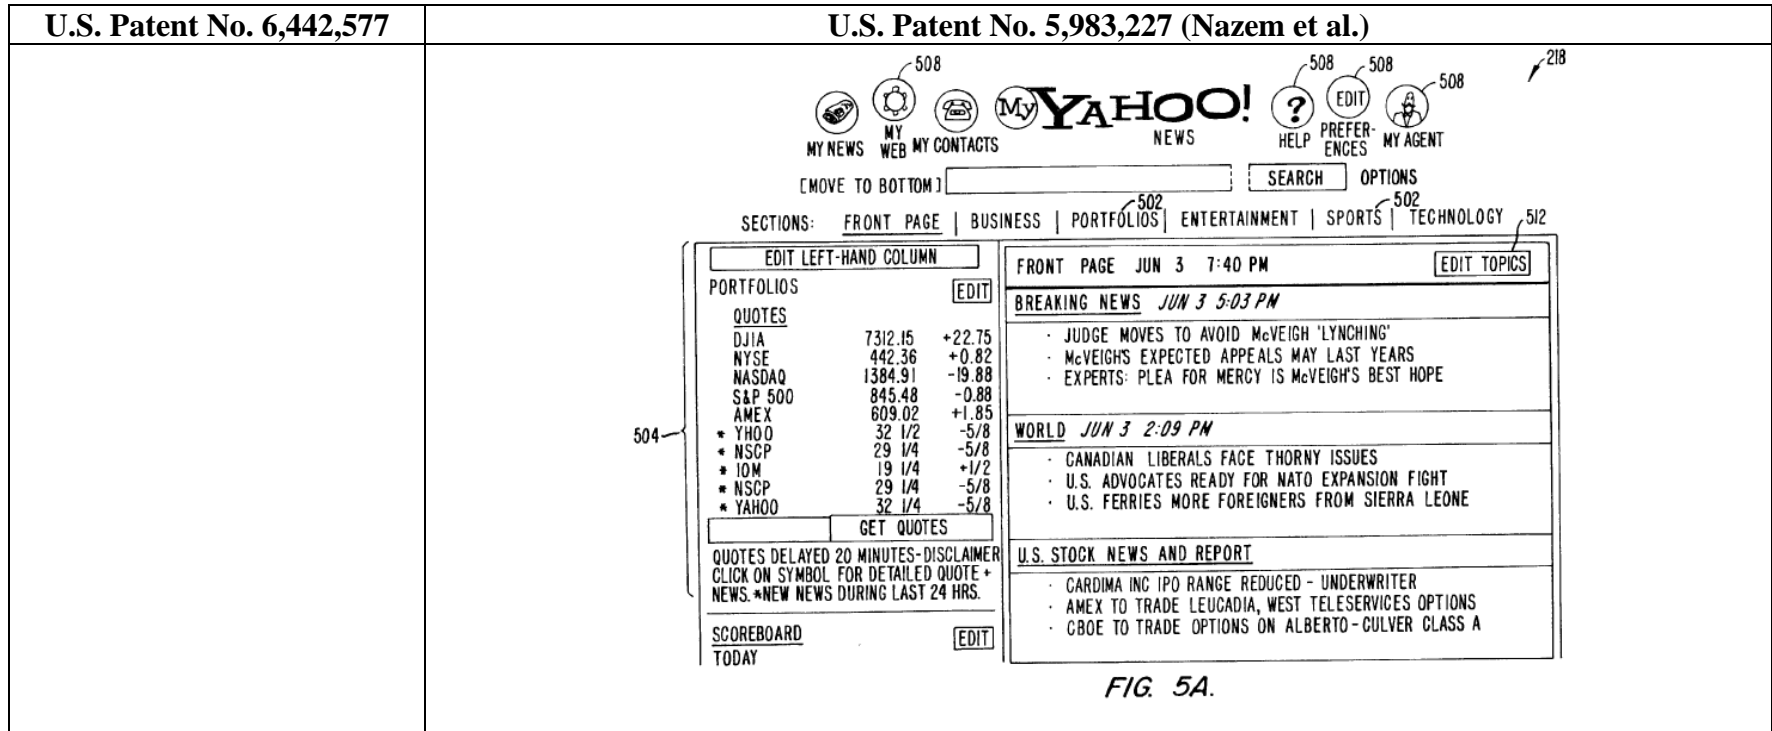 U.S. Patent No. 6,442,577
U.S. Patent No. 5,983,227 (Nazem et al.)
508 508 508 508 218
EDIT
?
My YAHOO!
NEWS
MY NEWS
MY WEB
MY CONTACTS
HELP
PREFER-
ENCES
MY AGENT
[MOVE TO BOTTOM] SEARCH OPTIONS
502 502 512
SECTIONS: FRONT PAGE | BUSINESS | PORTFOLIOS | ENTERTAINMENT | SPORTS | TECHNOLOGY
504
EDIT LEFT-HAND COLUMN
PORTFOLIOS EDIT
QUOTES
DJIA 7312.15 +22.75
NYSE 442.36 +0.82
NASDAQ 1384.91 -19.88
S&P 500 845.48 -0.88
AMEX 609.02 +1.85
* YHOO 32 1/2 -5/8
* NSCP 29 1/4 -5/8
* IOM 19 1/4 +1/2
* NSCP 29 1/4 -5/8
* YAHOO 32 1/4 -5/8
GET QUOTES
QUOTES DELAYED 20 MINUTES-DISCLAIMER
CLICK ON SYMBOL FOR DETAILED QUOTE +
NEWS. *NEW NEWS DURING LAST 24 HRS.
SCOREBOARD EDIT
TODAY
FRONT PAGE JUN 3 7:40 PM EDIT TOPICS
BREAKING NEWS JUN 3 5:03 PM
· JUDGE MOVES TO AVOID McVEIGH 'LYNCHING'
· McVEIGH'S EXPECTED APPEALS MAY LAST YEARS
· EXPERTS: PLEA FOR MERCY IS McVEIGH'S BEST HOPE
WORLD JUN 3 2:09 PM
· CANADIAN LIBERALS FACE THORNY ISSUES
· U.S. ADVOCATES READY FOR NATO EXPANSION FIGHT
· U.S. FERRIES MORE FOREIGNERS FROM SIERRA LEONE
U.S. STOCK NEWS AND REPORT
· CARDIMA INC IPO RANGE REDUCED - UNDERWRITER
· AMEX TO TRADE LEUCADIA, WEST TELESERVICES OPTIONS
· CBOE TO TRADE OPTIONS ON ALBERTO-CULVER CLASS A
FIG. 5A.